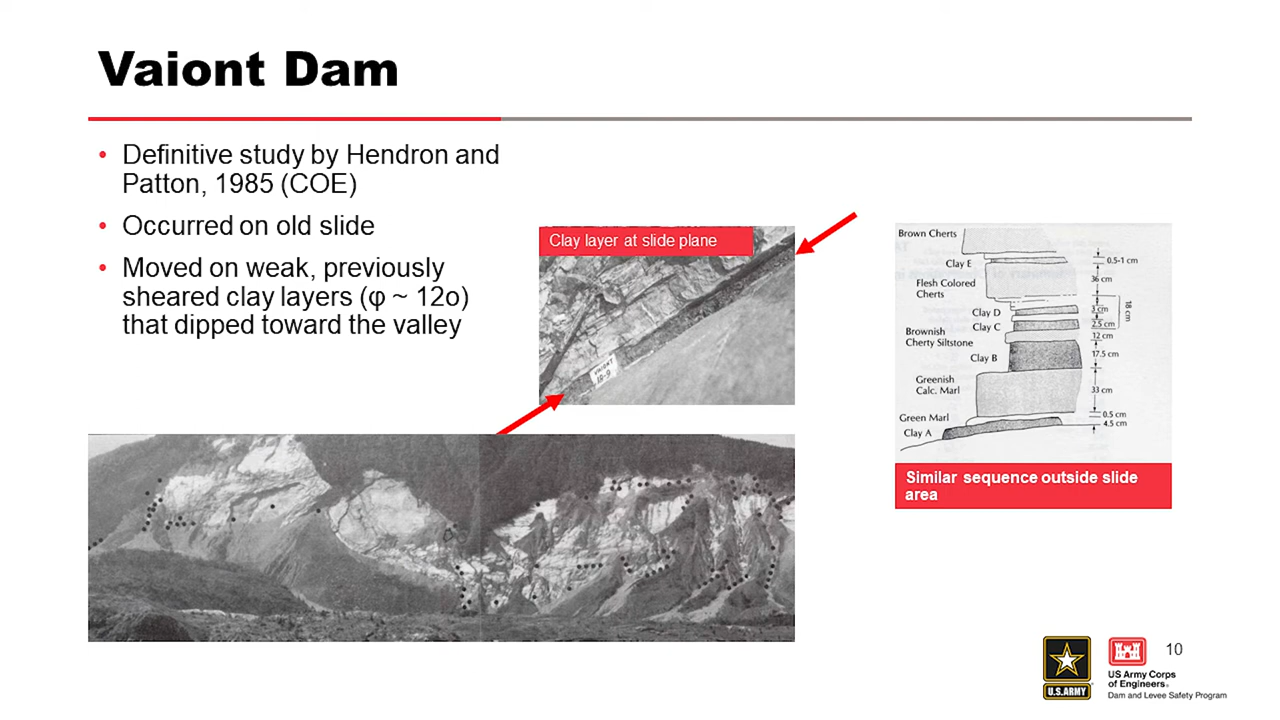 Vaiont Dam
• Definitive study by Hendron and
Patton, 1985 (COE)
• Occurred on old slide
• Moved on weak, previously
sheared clay layers (φ ~ 12o)
that dipped toward the valley
Clay layer at slide plane
VAIONT
18-9
Brown Cherts
Clay E
0.5-1 cm
36 cm
Flesh Colored
Cherts
Clay D
3 cm
18 cm
Clay C
2.5 cm
Brownish
Cherty Siltstone
12 cm
Clay B
17.5 cm
Greenish
Calc. Marl
33 cm
Green Marl
0.5 cm
Clay A
4.5 cm
Similar sequence outside slide
area
U.S.ARMY
US Army Corps
of Engineers®
Dam and Levee Safety Program
10